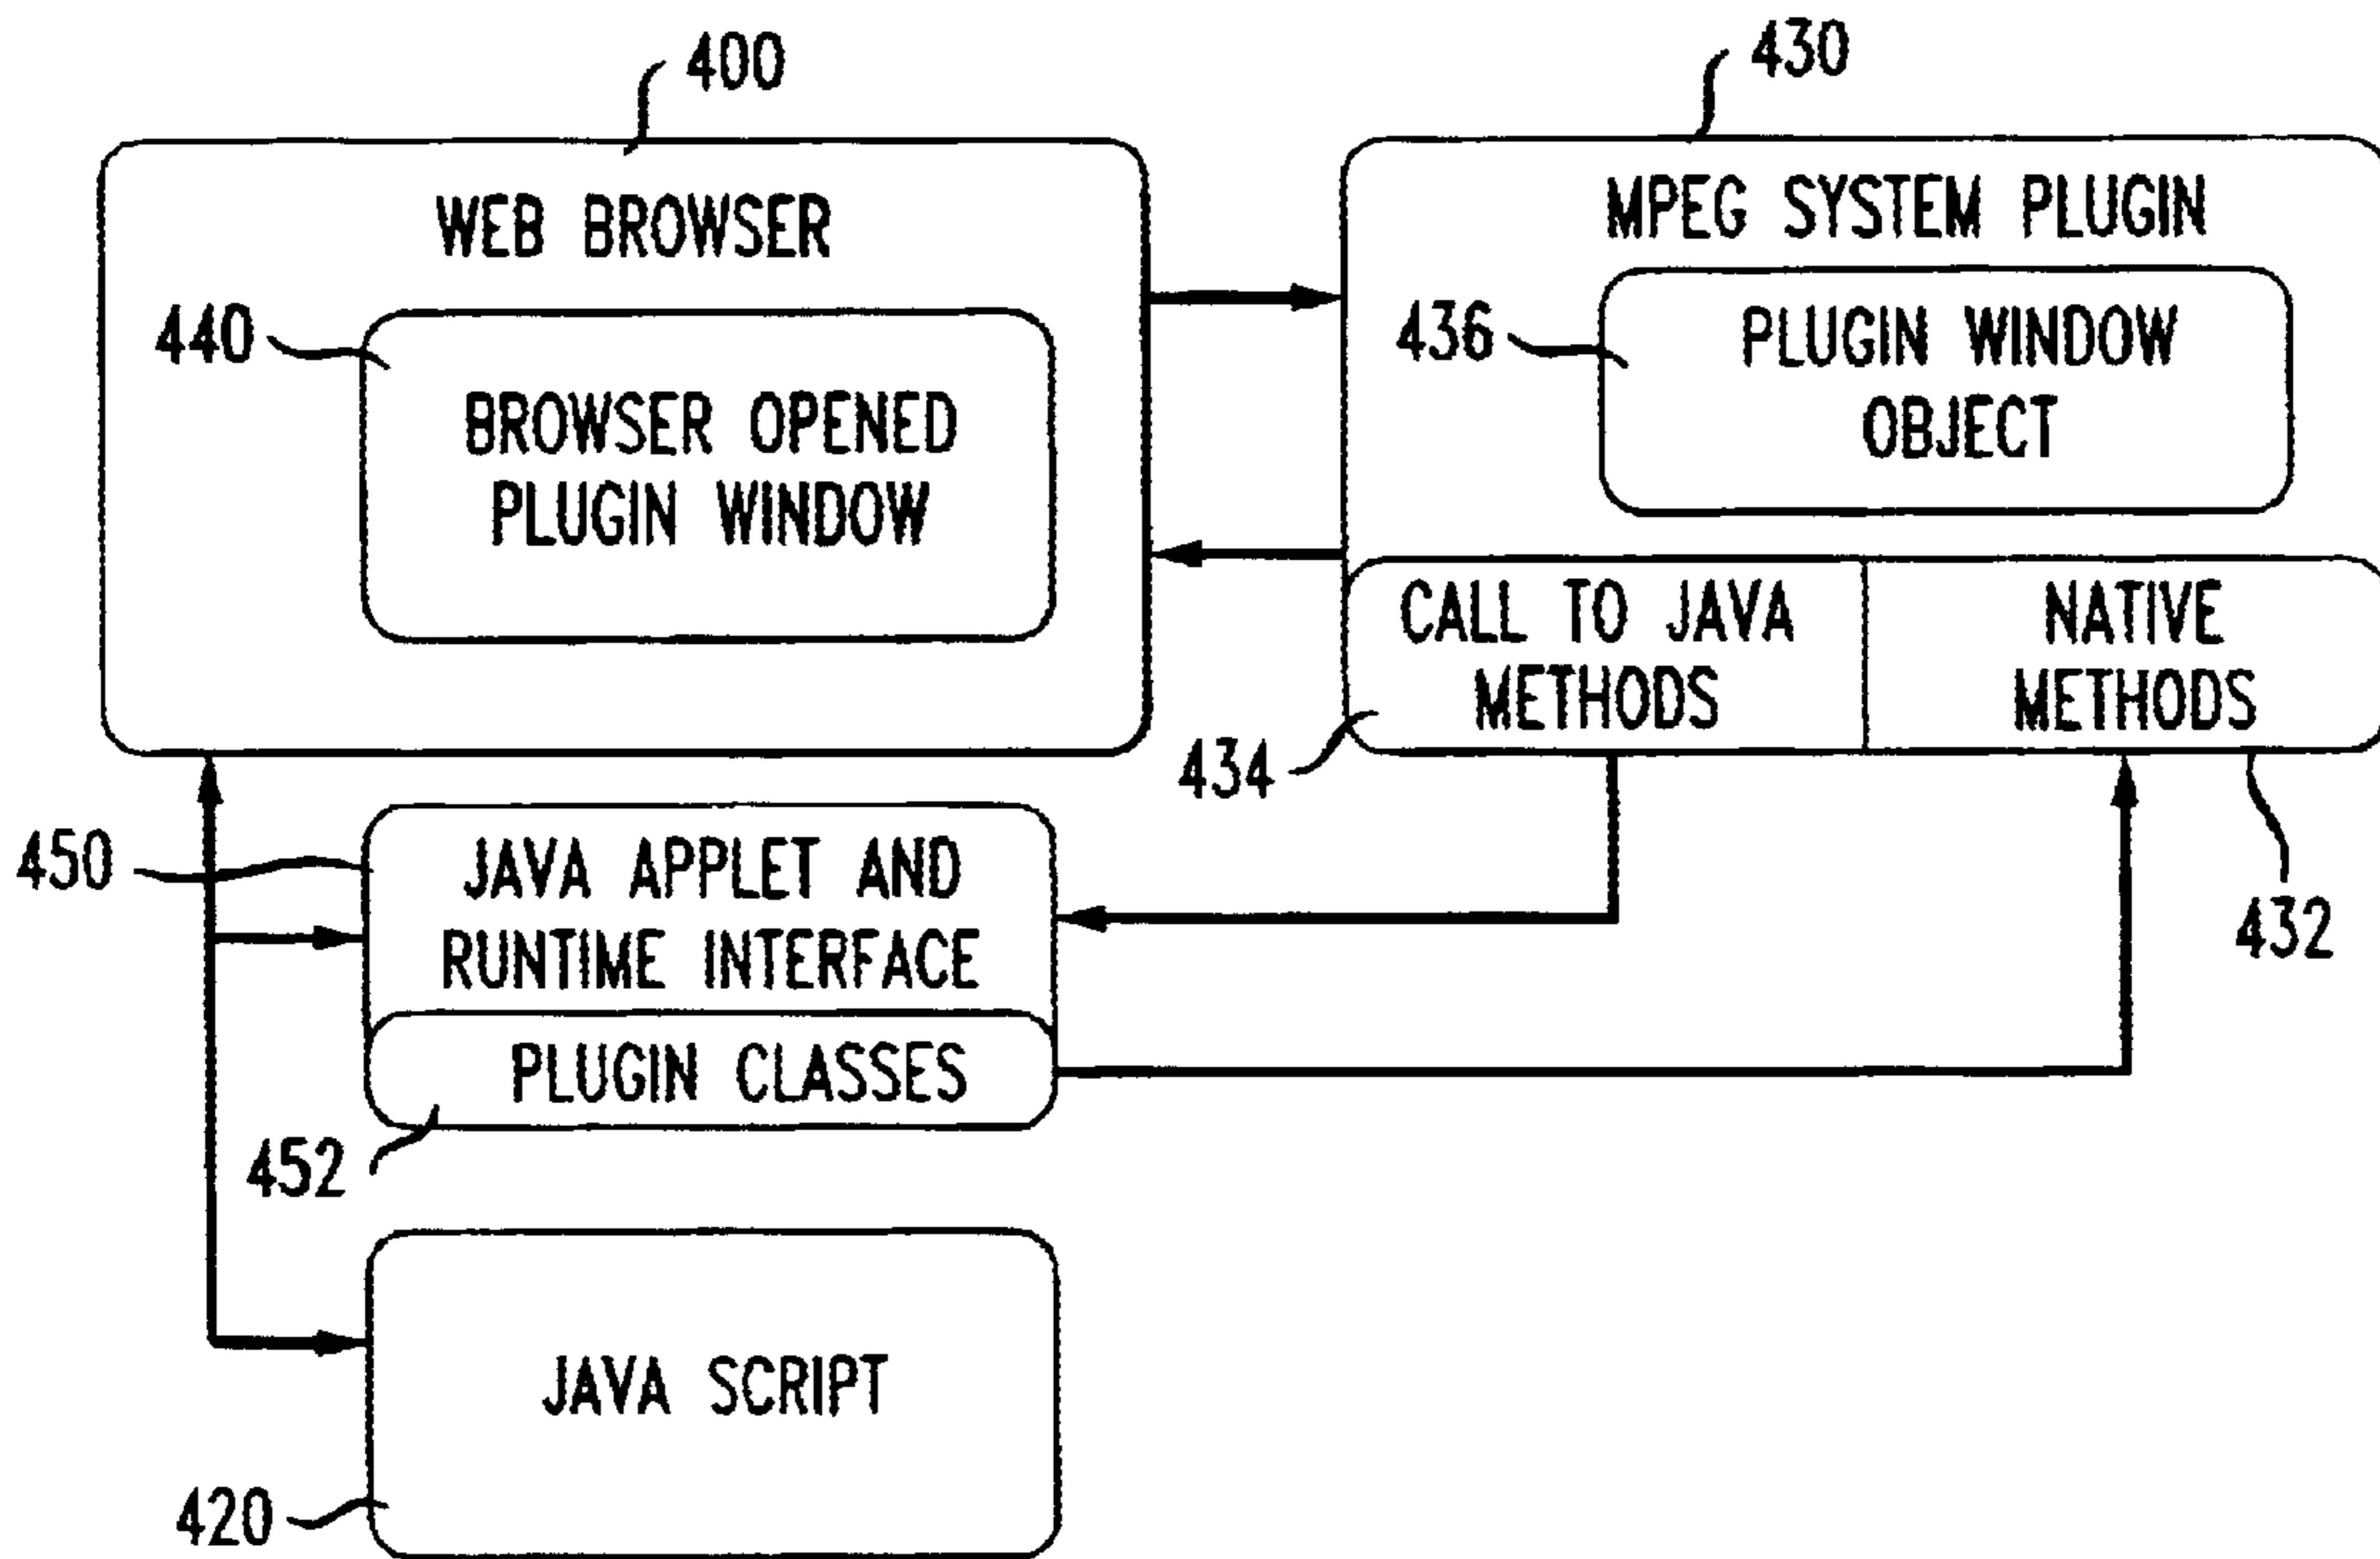 400
430
WEB BROWSER
MPEG SYSTEM PLUGIN
440
BROWSER OPENED
PLUGIN WINDOW
436
PLUGIN WINDOW
OBJECT
CALL TO JAVA
METHODS
NATIVE
METHODS
434
432
450
JAVA APPLET AND
RUNTIME INTERFACE
PLUGIN CLASSES
452
JAVA SCRIPT
420